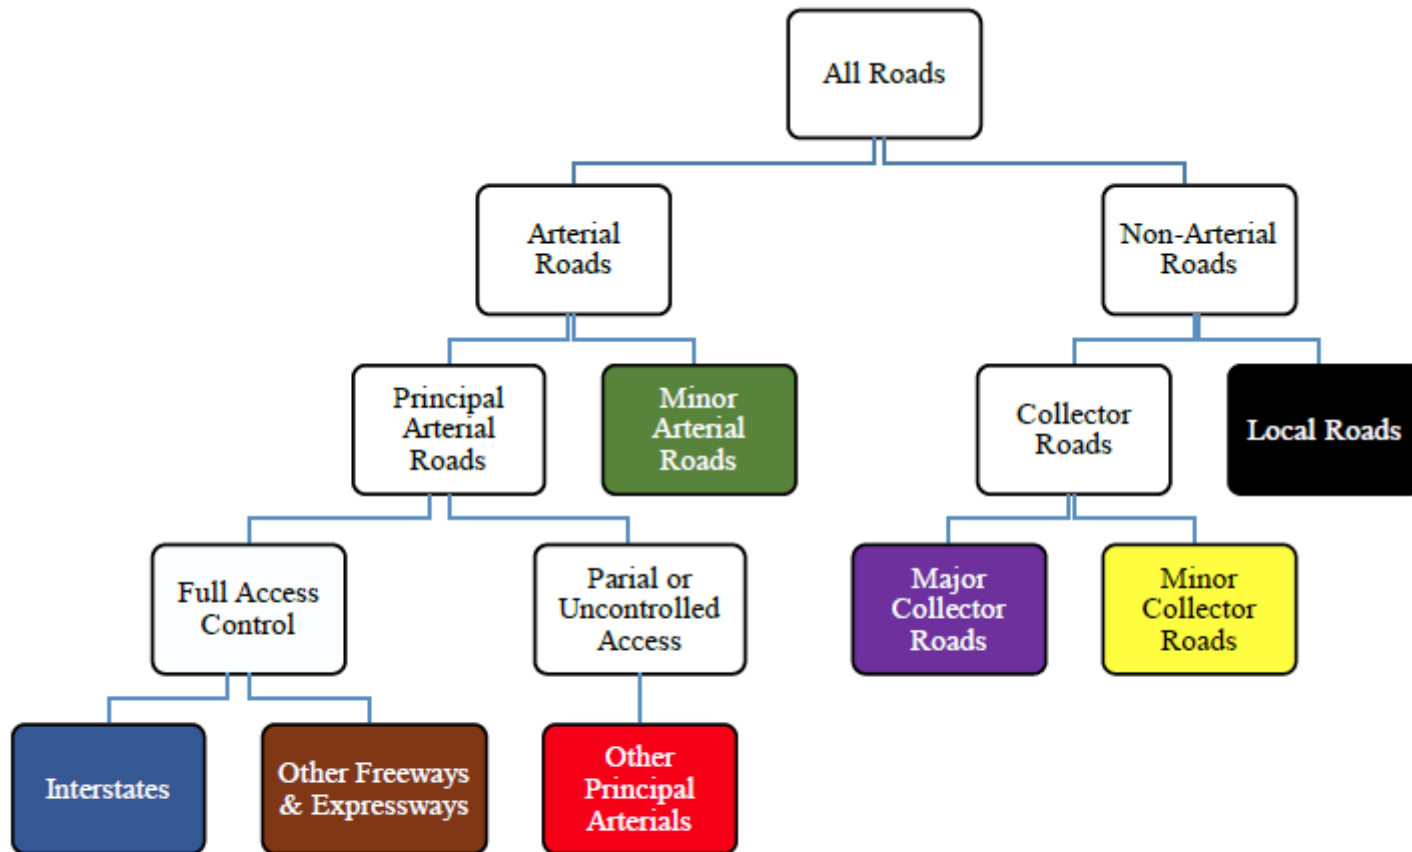 All Roads
Arterial
Roads
Non-Arterial
Roads
Principal
Arterial
Roads
Minor
Arterial
Roads
Collector
Roads
Local Roads
Full Access
Control
Parial or
Uncontrolled
Access
Major
Collector
Roads
Minor
Collector
Roads
Interstates
Other Freeways
& Expressways
Other
Principal
Arterials